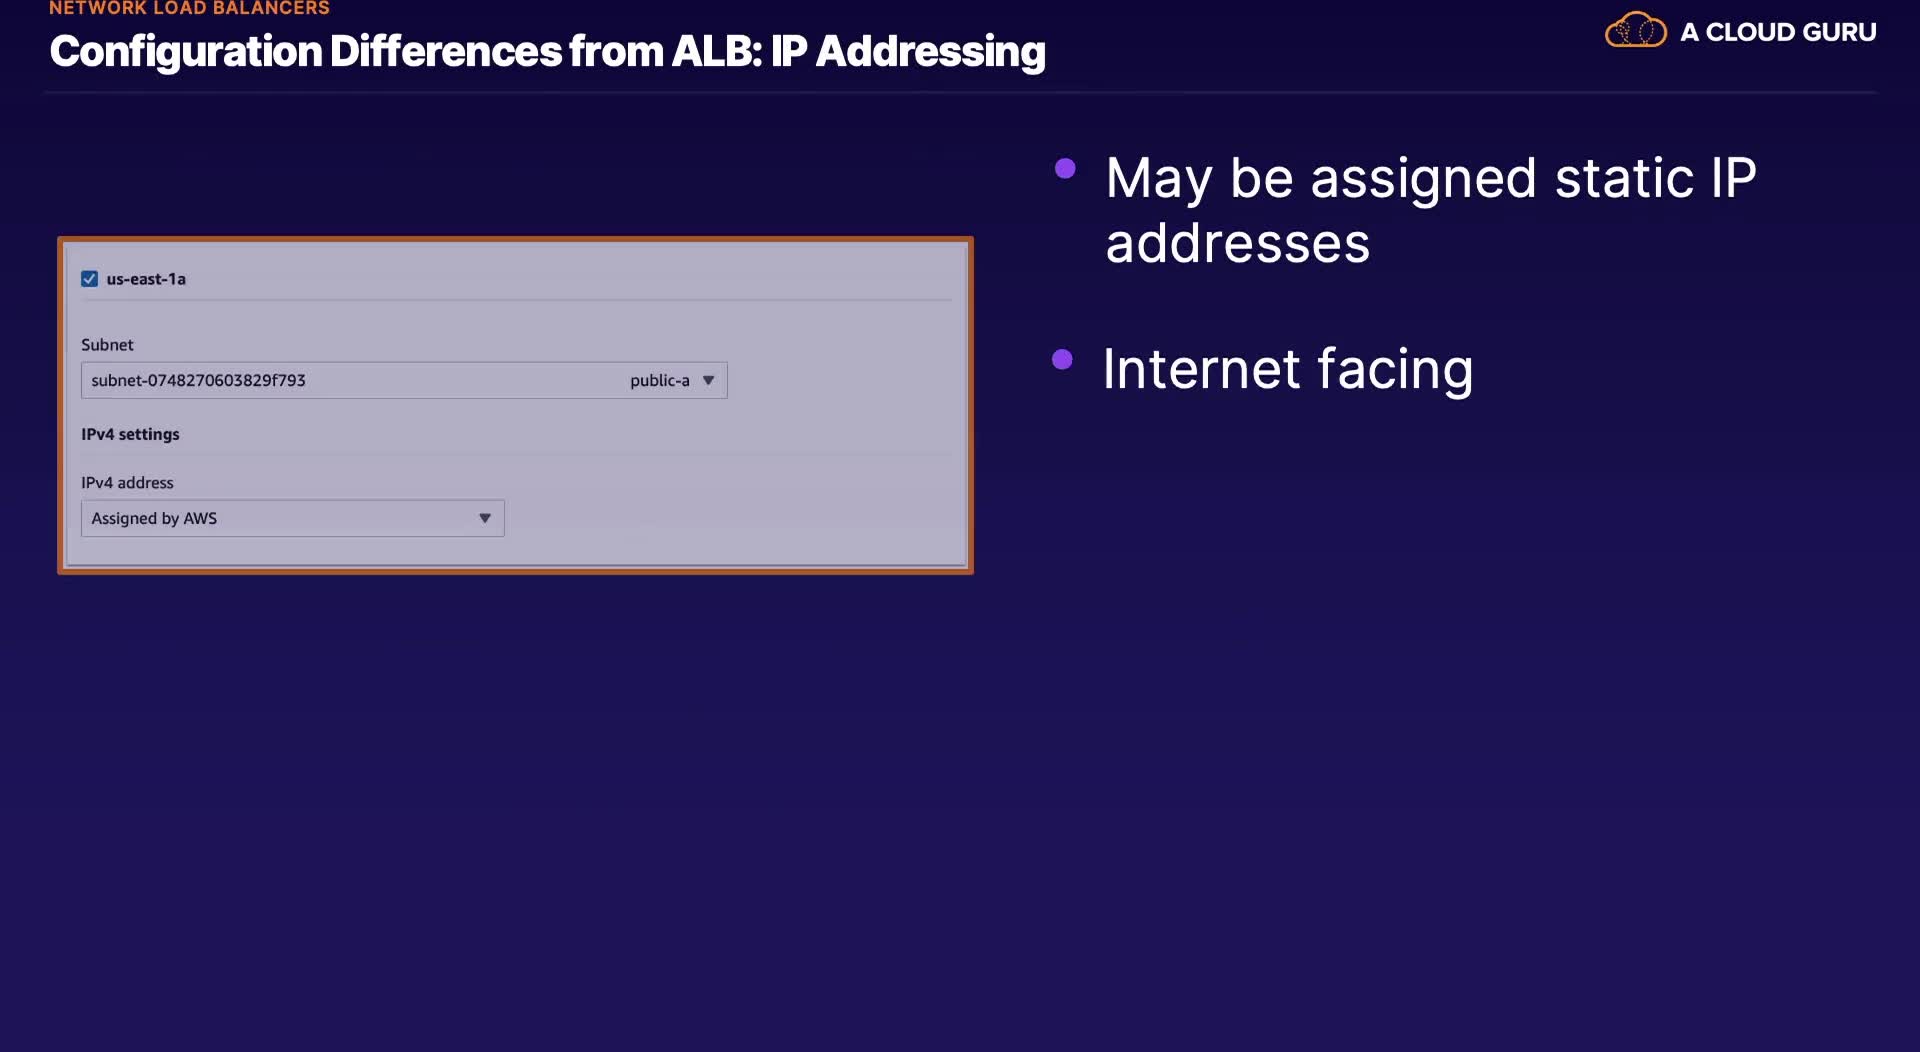 NETWORK LOAD BALANCERS
Configuration Differences from ALB: IP Addressing
A CLOUD GURU
us-east-1a
Subnet
subnet-0748270603829f793 public-a
IPv4 settings
IPv4 address
Assigned by AWS
May be assigned static IP
addresses
Internet facing